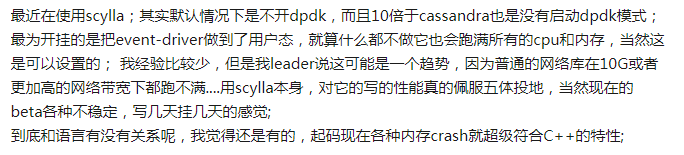 最近在使用scylla；其实默认情况下是不开dpdk，而且10倍于cassandra也是没有启动dpdk模式；
最为开挂的是把event-driver做到了用户态，就算什么都不做它也会跑满所有的cpu和内存，当然这
是可以设置的； 我经验比较少，但是我leader说这可能是一个趋势，因为普通的网络库在10G或者
更加高的网络带宽下都跑不满....用scylla本身，对它的写的性能真的佩服五体投地，当然现在的
beta各种不稳定，写几天挂几天的感觉;
到底和语言有没有关系呢，我觉得还是有的，起码现在各种内存crash就超级符合C++的特性;